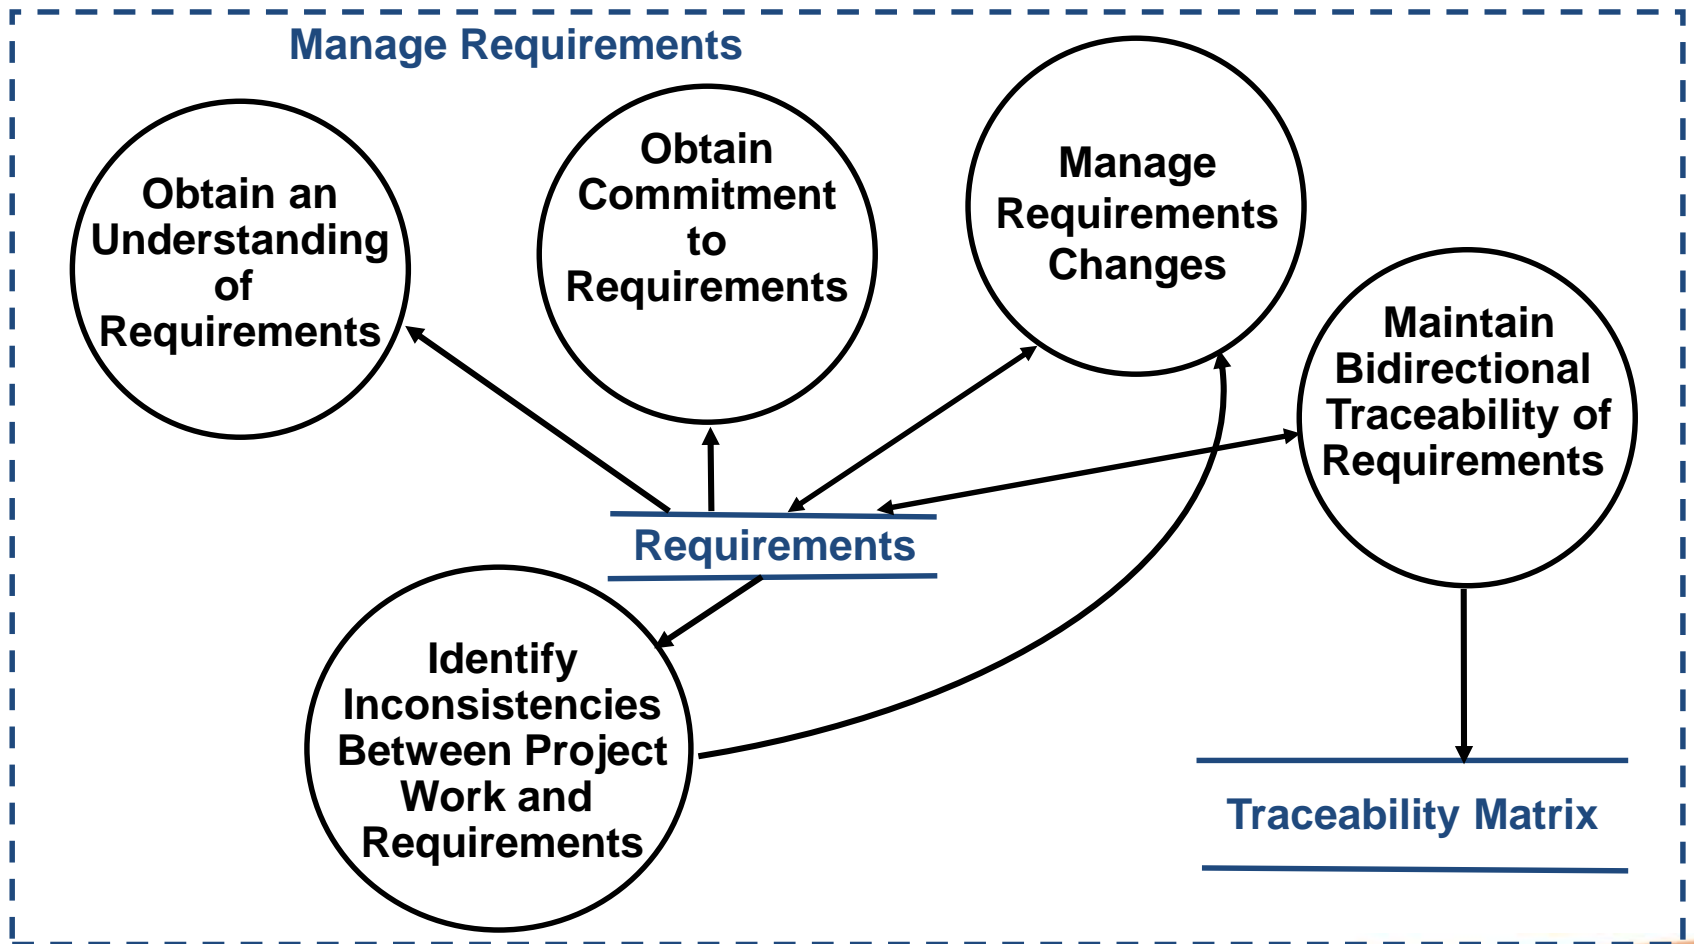 Manage Requirements
Obtain an
Understanding
of
Requirements
Obtain
Commitment
to
Requirements
Manage
Requirements
Changes
Maintain
Bidirectional
Traceability of
Requirements
Requirements
Identify
Inconsistencies
Between Project
Work and
Requirements
Traceability Matrix